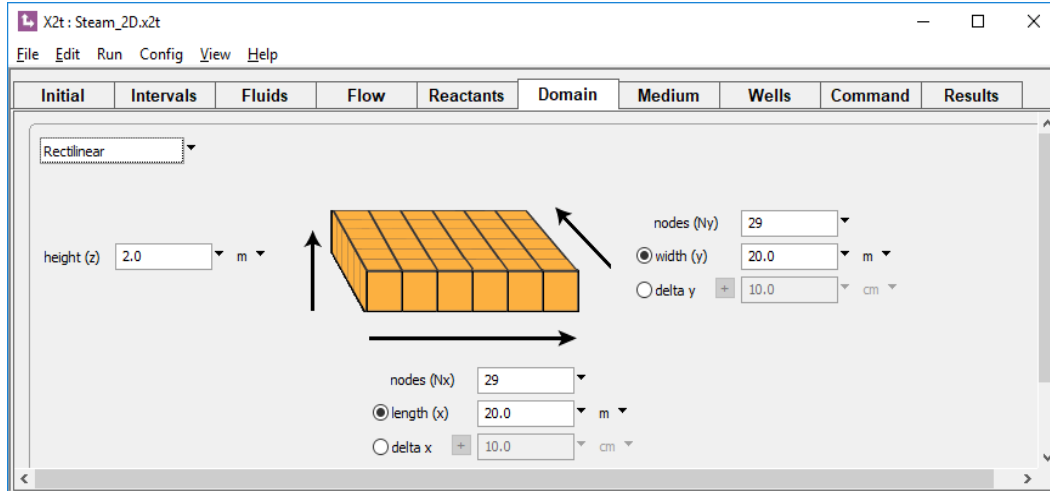 X2t : Steam_2D.x2t
File Edit Run Config View Help
Initial Intervals Fluids Flow Reactants Domain Medium Wells Command Results
Rectilinear
height (z) 2.0 m
nodes (Ny) 29
width (y) 20.0 m
delta y + 10.0 cm
nodes (Nx) 29
length (x) 20.0 m
delta x + 10.0 cm